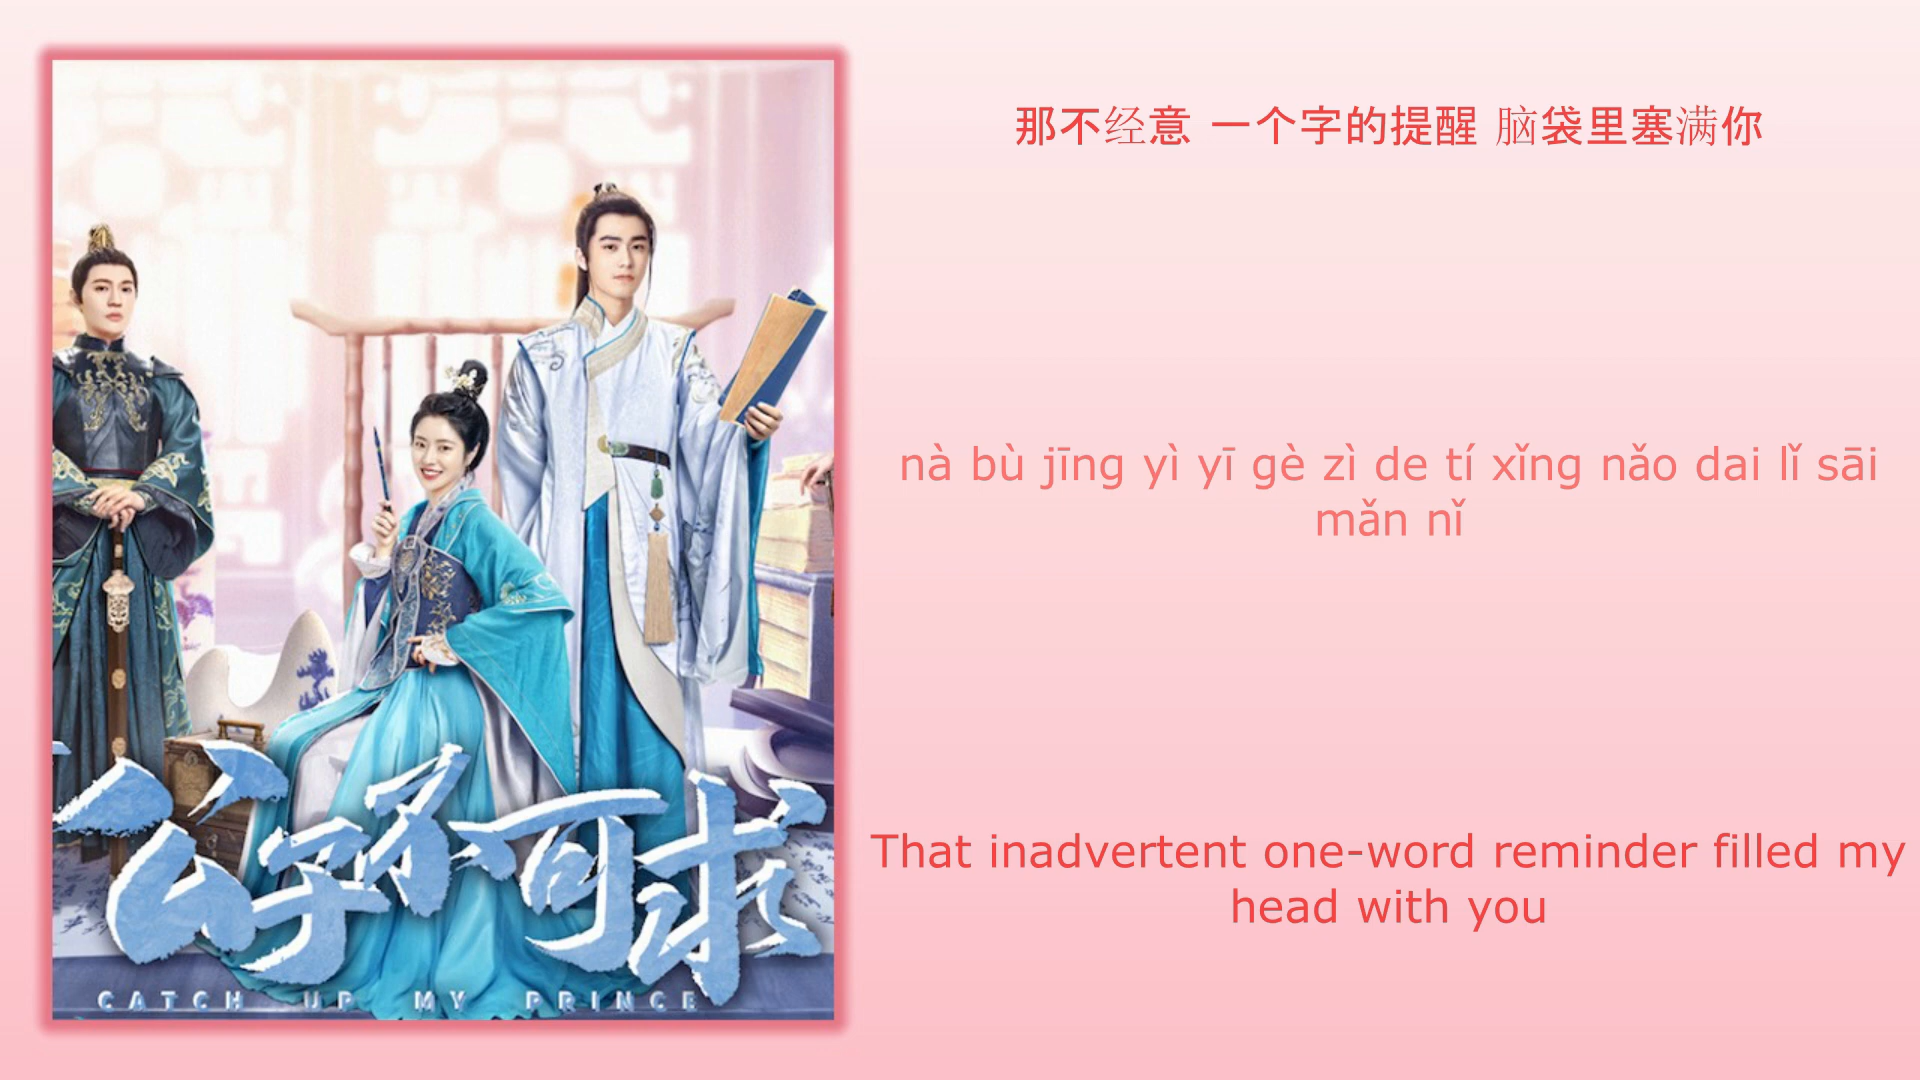 公子不可求
CATCH UP MY PRINCE
那不经意 一个字的提醒 脑袋里塞满你
nà bù jīng yì yī gè zì de tí xǐng nǎo dai lǐ sāi
mǎn nǐ
That inadvertent one-word reminder filled my
head with you